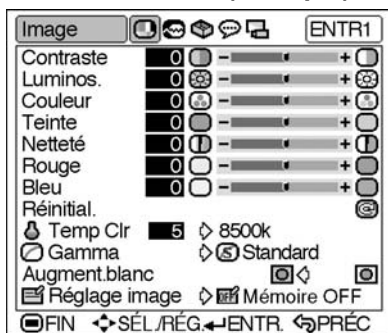 Image ENTR1
Contraste 0 - +
Luminos. 0 - +
Couleur 0 - +
Teinte 0 - +
Netteté 0 - +
Rouge 0 - +
Bleu 0 - +
Réinitial.
Temp Clr 5 8500k
Gamma S Standard
Augment.blanc
Réglage image OFF Mémoire OFF
FIN SÉL./RÉG. ENTR. PRÉC